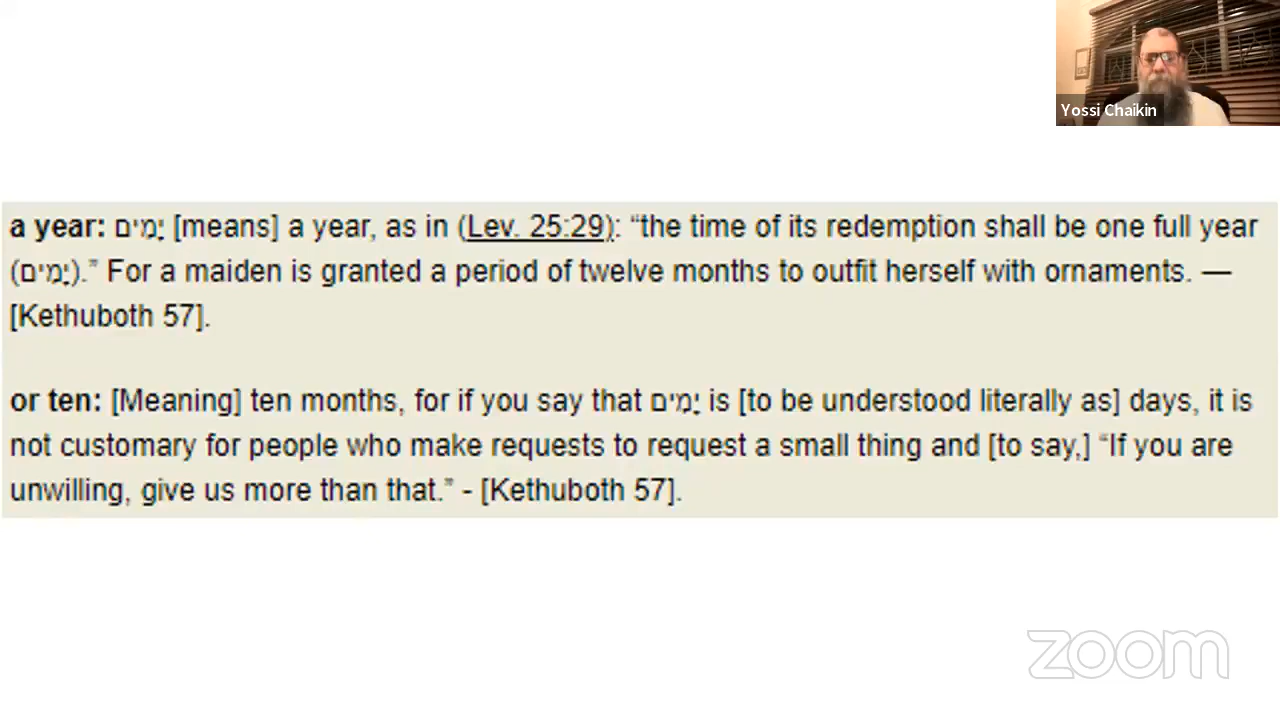 Yossi Chaikin
a year: יָמִים [means] a year, as in (Lev. 25:29): “the time of its redemption shall be one full year
(יָמִים).” For a maiden is granted a period of twelve months to outfit herself with ornaments. —
[Kethuboth 57].
or ten: [Meaning] ten months, for if you say that יָמִים is [to be understood literally as] days, it is
not customary for people who make requests to request a small thing and [to say,] “If you are
unwilling, give us more than that.” - [Kethuboth 57].
zoom